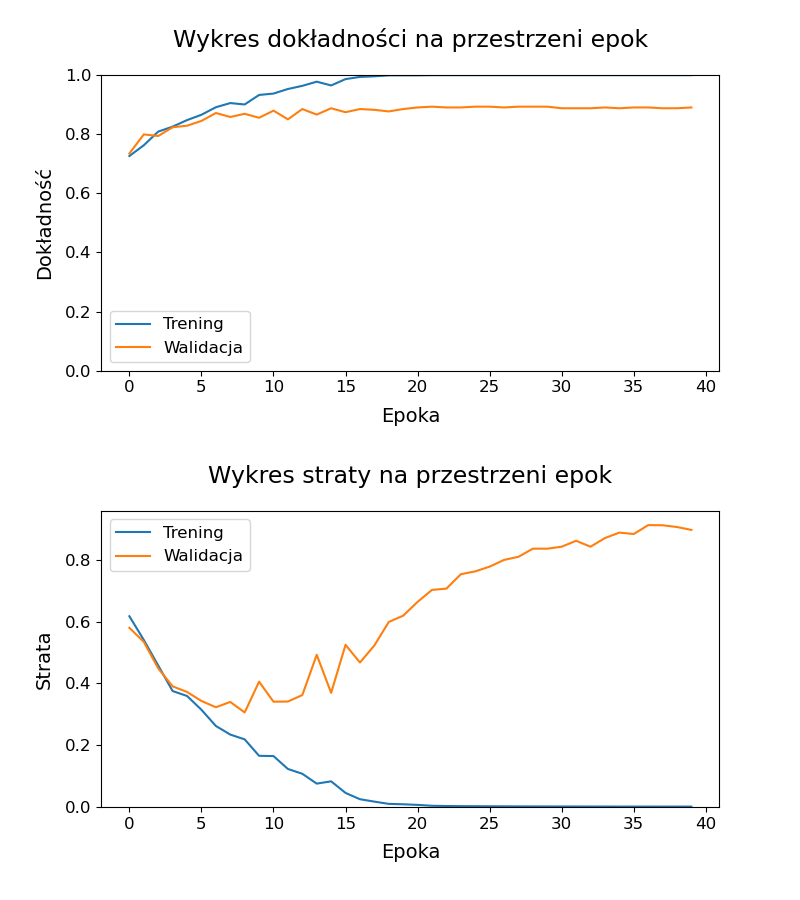 Wykres dokładności na przestrzeni epok
1.0
0.8
0.6
0.4
0.2
0.0
Dokładność
Trening
Walidacja
0 5 10 15 20 25 30 35 40
Epoka
Wykres straty na przestrzeni epok
Trening
Walidacja
0.8
0.6
0.4
0.2
0.0
Strata
0 5 10 15 20 25 30 35 40
Epoka